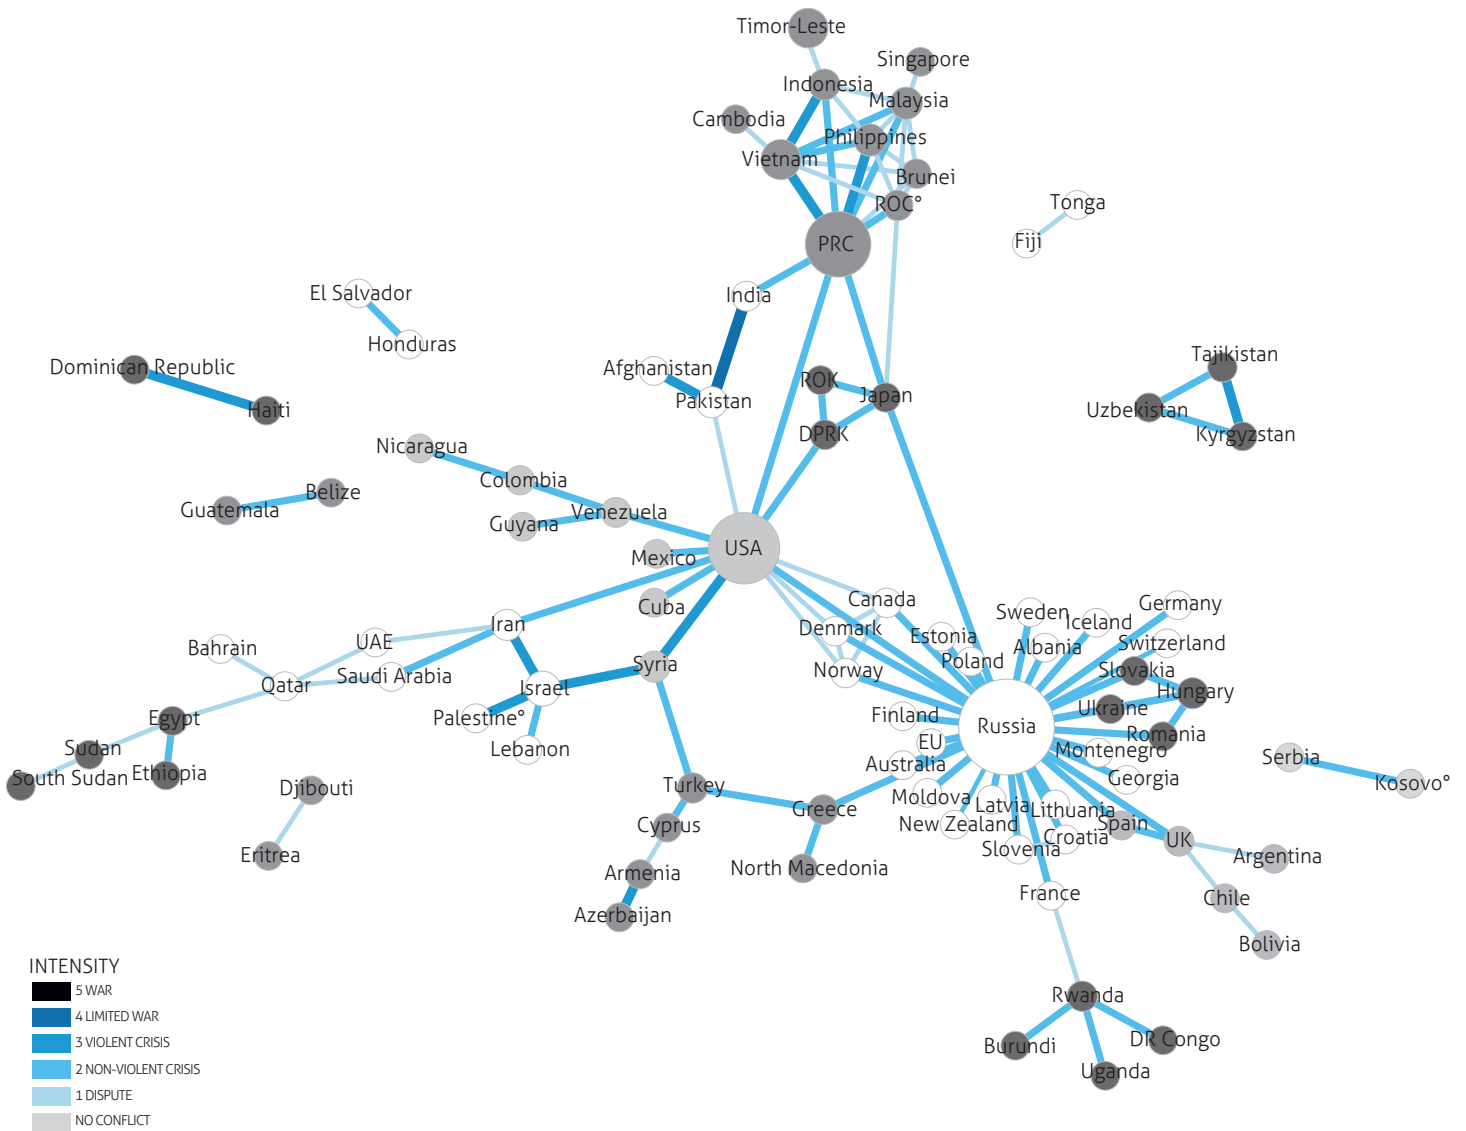 Timor-Leste
Singapore
Indonesia
Malaysia
Cambodia
Philippines
Vietnam
Brunei
ROC°
Tonga
PRC
Fiji
India
El Salvador
Honduras
Dominican Republic
Haiti
Afghanistan
Pakistan
ROK
Japan
DPRK
Tajikistan
Uzbekistan
Kyrgyzstan
Nicaragua
Colombia
Belize
Guatemala
Guyana
Venezuela
Mexico
USA
Cuba
Canada
Denmark
Norway
Estonia
Poland
Sweden
Albania
Iceland
Germany
Switzerland
Slovakia
Hungary
Ukraine
Romania
Montenegro
Georgia
Russia
Finland
EU
Australia
Moldova
New Zealand
Latvia
Slovenia
Lithuania
Croatia
Spain
UK
Argentina
Chile
Bolivia
France
Serbia
Kosovo°
Iran
UAE
Bahrain
Saudi Arabia
Qatar
Israel
Syria
Palestine°
Lebanon
Egypt
Sudan
South Sudan
Ethiopia
Djibouti
Eritrea
Turkey
Greece
Cyprus
Armenia
Azerbaijan
North Macedonia
Rwanda
Burundi
DR Congo
Uganda
INTENSITY
5 WAR
4 LIMITED WAR
3 VIOLENT CRISIS
2 NON-VIOLENT CRISIS
1 DISPUTE
NO CONFLICT